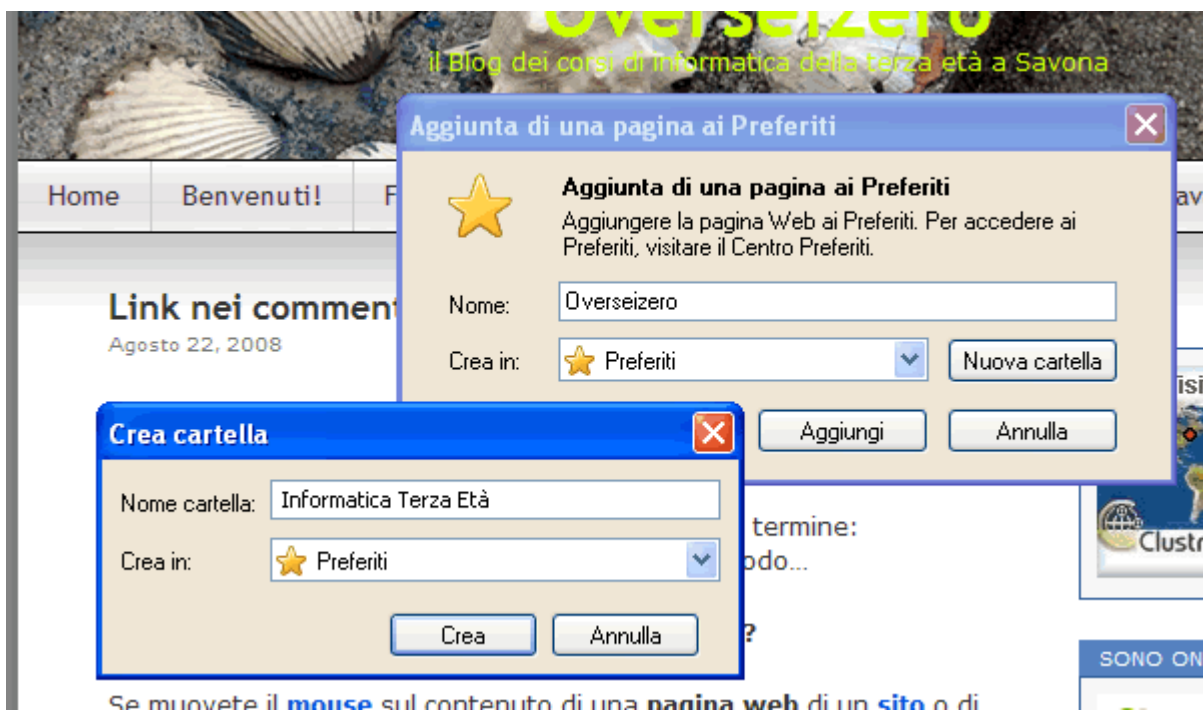 Overseizero
il Blog dei corsi di informatica della terza età a Savona
Aggiunta di una pagina ai Preferiti
Home Benvenuti! F
av
Aggiunta di una pagina ai Preferiti
Aggiungere la pagina Web ai Preferiti. Per accedere ai
Preferiti, visitare il Centro Preferiti.
Link nei comment
Agosto 22, 2008
Nome: Overseizero
Crea in: Preferiti Nuova cartella
isi
Aggiungi Annulla
Crea cartella
Nome cartella: Informatica Terza Età
Crea in: Preferiti
Crea Annulla
termine:
odo...
?
Clustr
SONO ON
Se muovete il mouse sul contenuto di una pagina web di un sito o di